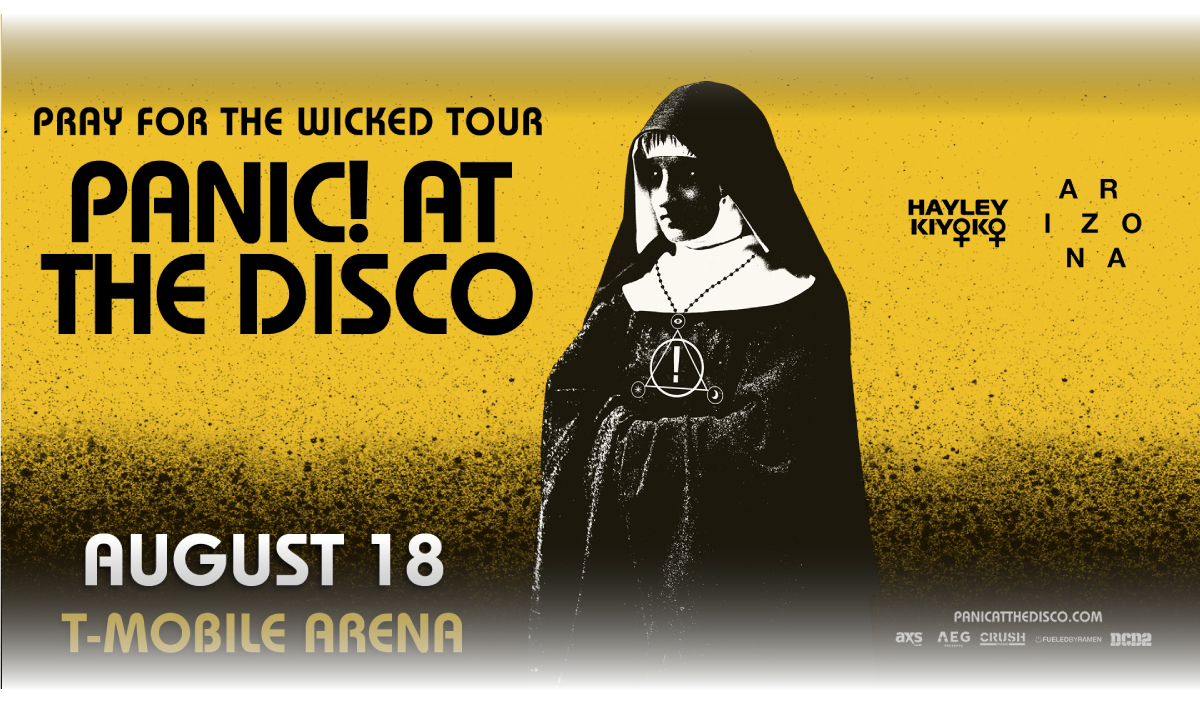 PRAY FOR THE WICKED TOUR
PANIC! AT
THE DISCO
HAYLEY
KIYOKO
A R
I Z O
N A
!
AUGUST 18
T-MOBILE ARENA
PANICATTHEDISCO.COM
axs
AEG
PRESENTS
CRUSH
FUELEDBYRAMEN
DCD2